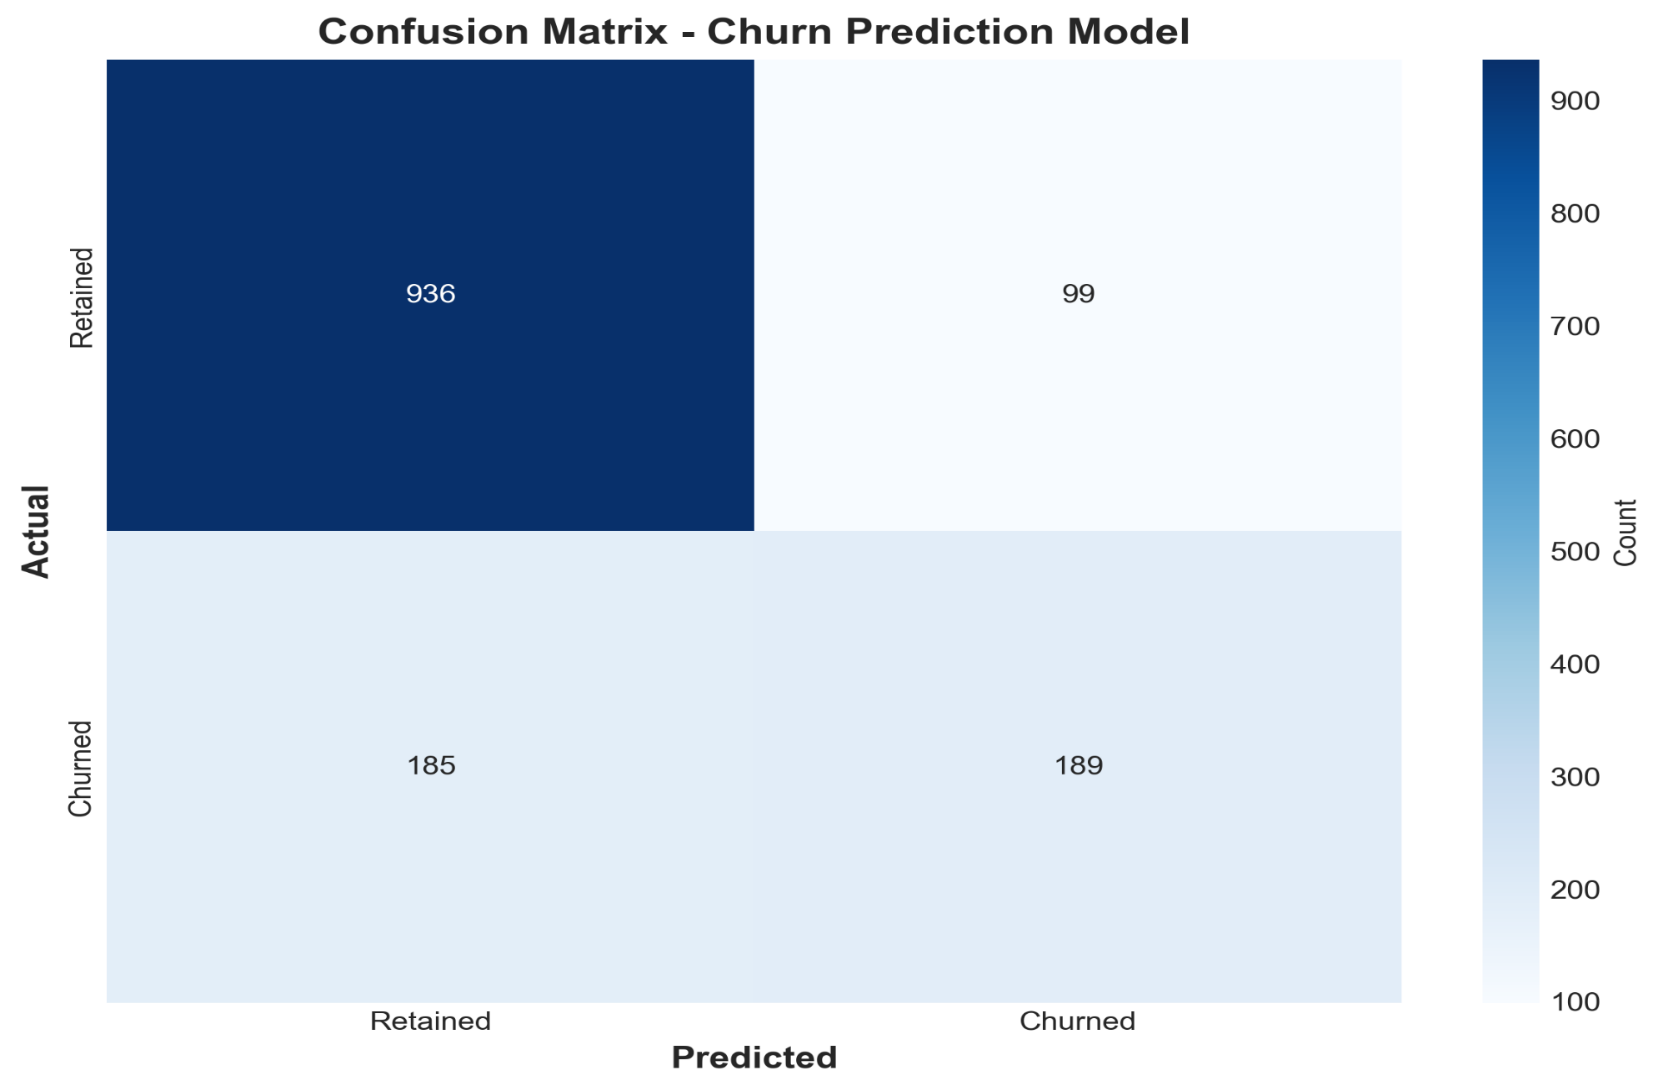 Confusion Matrix - Churn Prediction Model
Actual
Retained
936
99
Churned
185
189
Retained
Churned
Predicted
900
800
700
600
500
400
300
200
100
Count